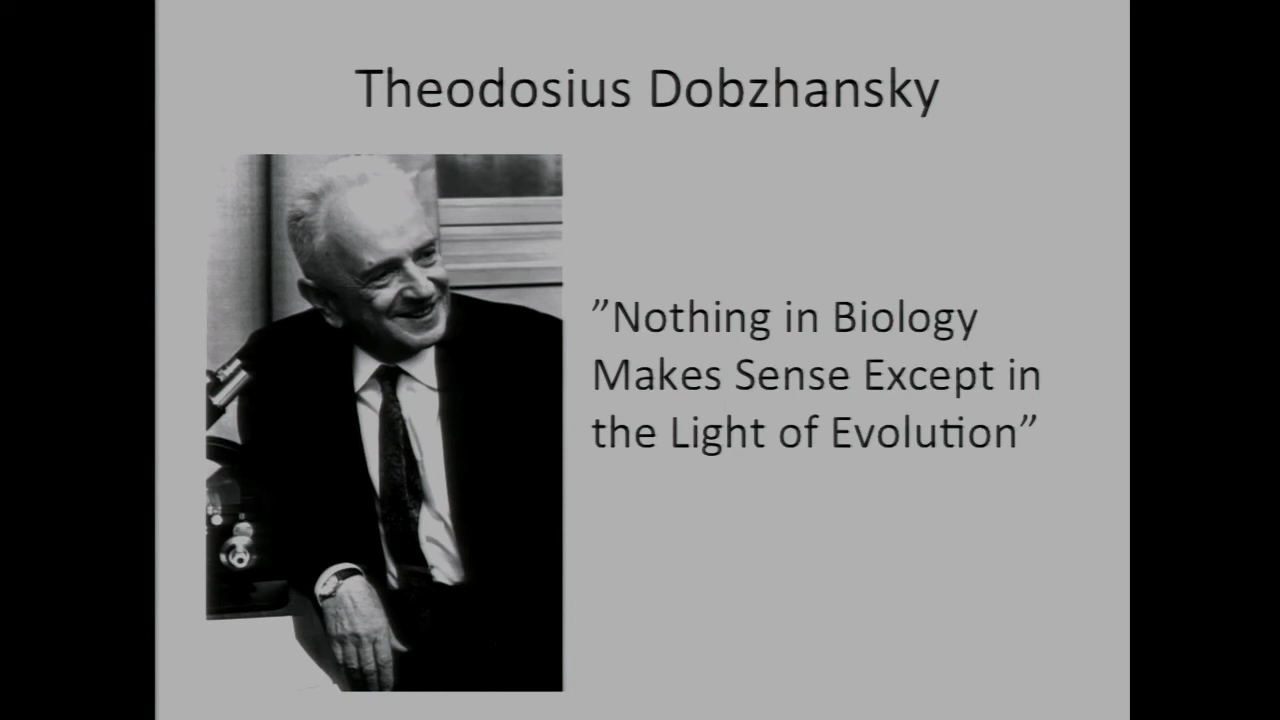 Theodosius Dobzhansky
”Nothing in Biology
Makes Sense Except in
the Light of Evolution”